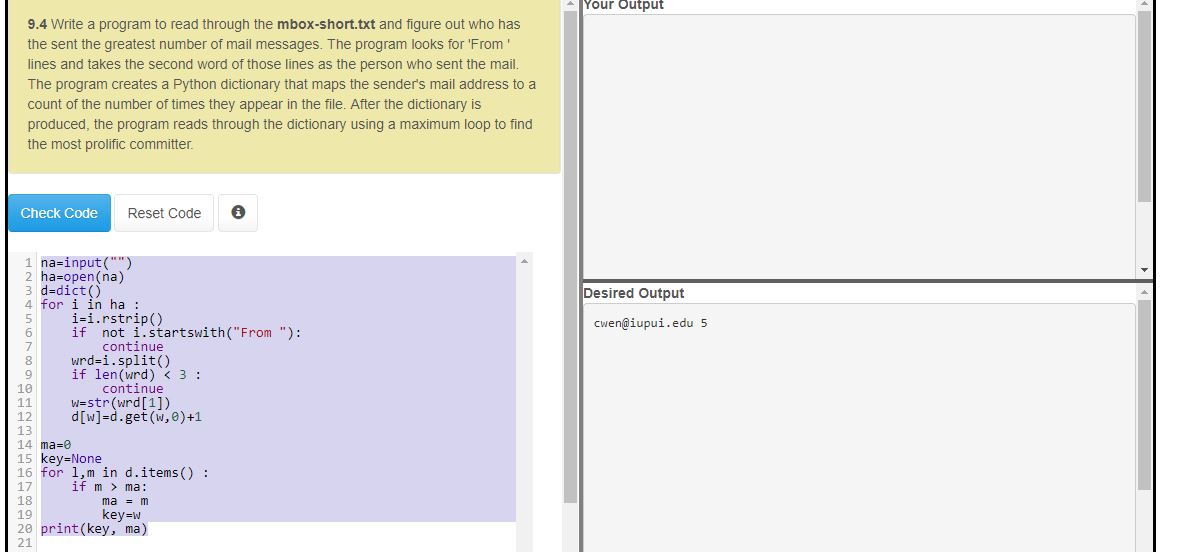 9.4 Write a program to read through the mbox-short.txt and figure out who has
the sent the greatest number of mail messages. The program looks for 'From '
lines and takes the second word of those lines as the person who sent the mail.
The program creates a Python dictionary that maps the sender's mail address to a
count of the number of times they appear in the file. After the dictionary is
produced, the program reads through the dictionary using a maximum loop to find
the most prolific committer.
Check Code
Reset Code
1 na=input("")
2 ha=open(na)
3 d=dict()
4 for i in ha :
5     i=i.rstrip()
6     if  not i.startswith("From "):
7         continue
8     wrd=i.split()
9     if len(wrd) < 3 :
10         continue
11     w=str(wrd[1])
12     d[w]=d.get(w,0)+1
13
14 ma=0
15 key=None
16 for l,m in d.items() :
17     if m > ma:
18         ma = m
19         key=w
20 print(key, ma)
21
Your Output
Desired Output
cwen@iupui.edu 5